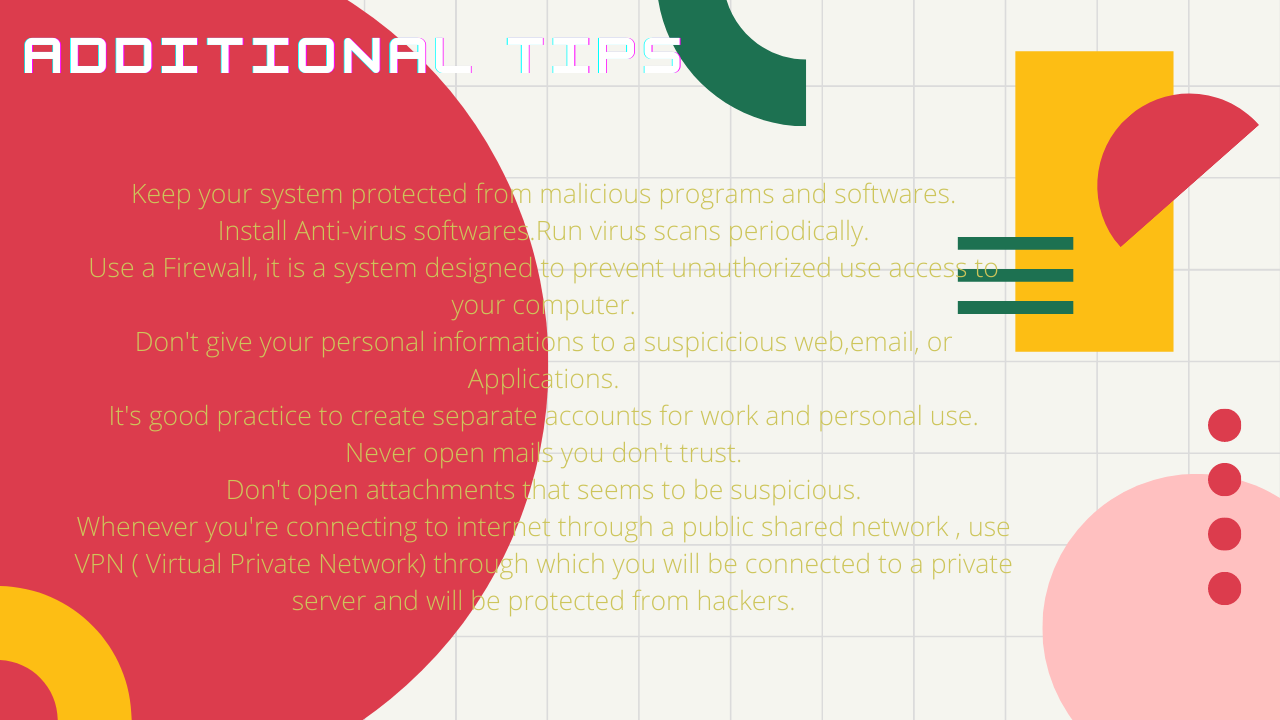 ADDITIONAL TIPS
Keep your system protected from malicious programs and softwares.
Install Anti-virus softwares.Run virus scans periodically.
Use a Firewall, it is a system designed to prevent unauthorized use access to
your computer.
Don't give your personal informations to a suspicicious web,email, or
Applications.
It's good practice to create separate accounts for work and personal use.
Never open mails you don't trust.
Don't open attachments that seems to be suspicious.
Whenever you're connecting to internet through a public shared network , use
VPN ( Virtual Private Network) through which you will be connected to a private
server and will be protected from hackers.